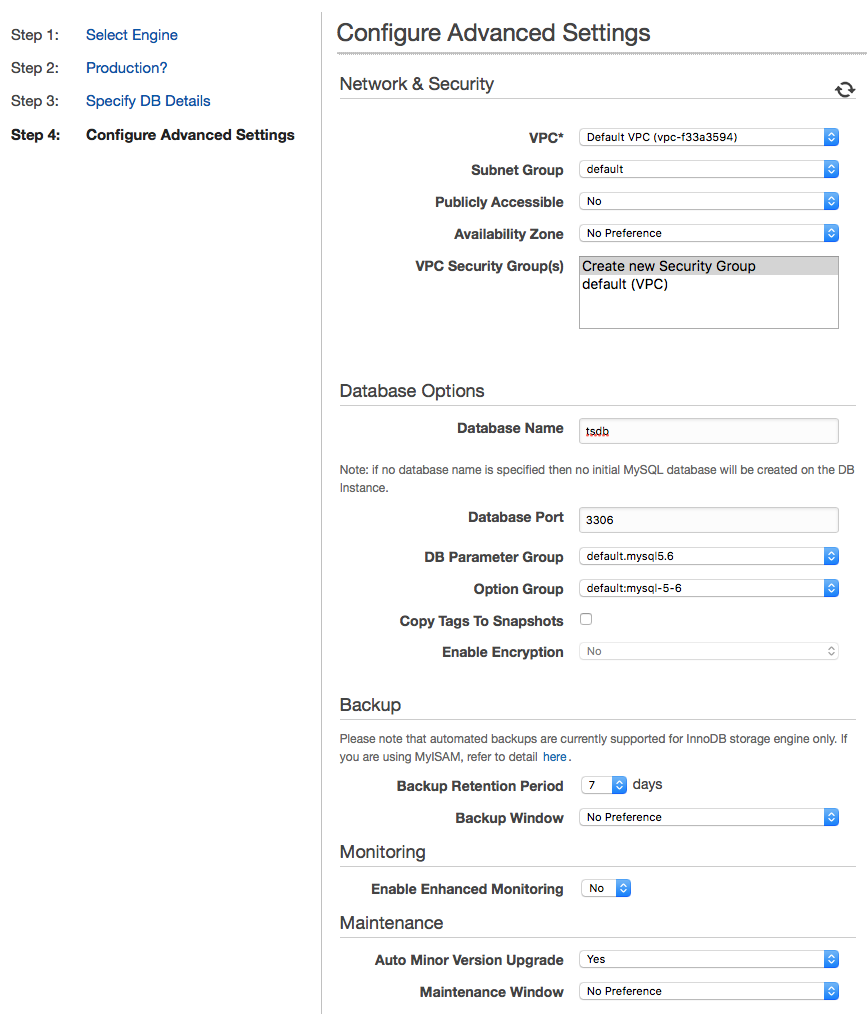 Step 1: Select Engine
Step 2: Production?
Step 3: Specify DB Details
Step 4: Configure Advanced Settings
Configure Advanced Settings
Network & Security
VPC* Default VPC (vpc-f33a3594)
Subnet Group default
Publicly Accessible No
Availability Zone No Preference
VPC Security Group(s) Create new Security Group
default (VPC)
Database Options
Database Name tsdb
Note: if no database name is specified then no initial MySQL database will be created on the DB
Instance.
Database Port 3306
DB Parameter Group default.mysql5.6
Option Group default:mysql-5-6
Copy Tags To Snapshots
Enable Encryption No
Backup
Please note that automated backups are currently supported for InnoDB storage engine only. If
you are using MyISAM, refer to detail here.
Backup Retention Period 7 days
Backup Window No Preference
Monitoring
Enable Enhanced Monitoring No
Maintenance
Auto Minor Version Upgrade Yes
Maintenance Window No Preference